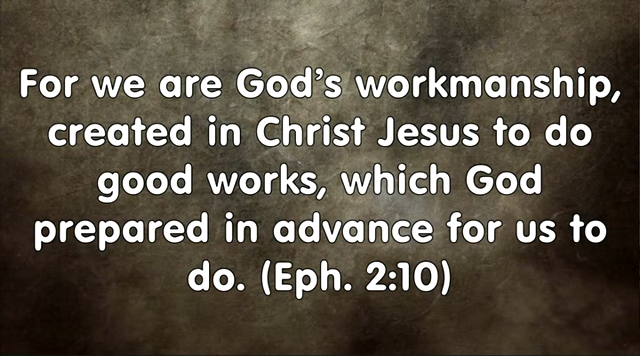 For we are God’s workmanship,
created in Christ Jesus to do
good works, which God
prepared in advance for us to
do. (Eph. 2:10)